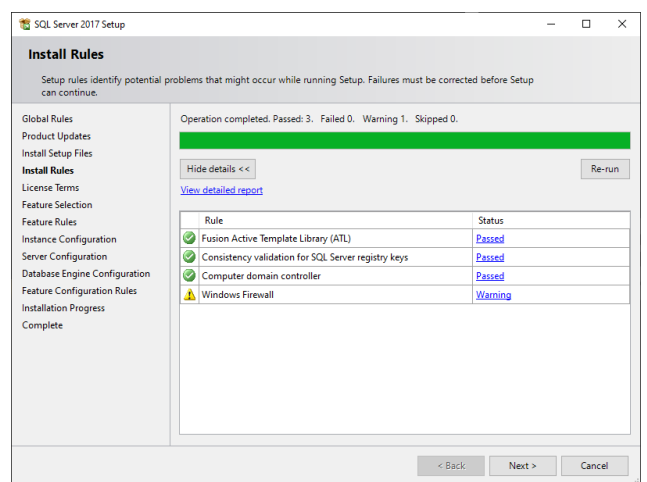 SQL Server 2017 Setup
Install Rules
Setup rules identify potential problems that might occur while running Setup. Failures must be corrected before Setup
can continue.
Global Rules
Product Updates
Install Setup Files
Install Rules
License Terms
Feature Selection
Feature Rules
Instance Configuration
Server Configuration
Database Engine Configuration
Feature Configuration Rules
Installation Progress
Complete
Operation completed. Passed: 3.   Failed 0.   Warning 1.   Skipped 0.
Hide details << Re-run
View detailed report
Rule Status
Fusion Active Template Library (ATL) Passed
Consistency validation for SQL Server registry keys Passed
Computer domain controller Passed
Windows Firewall Warning
< Back Next > Cancel